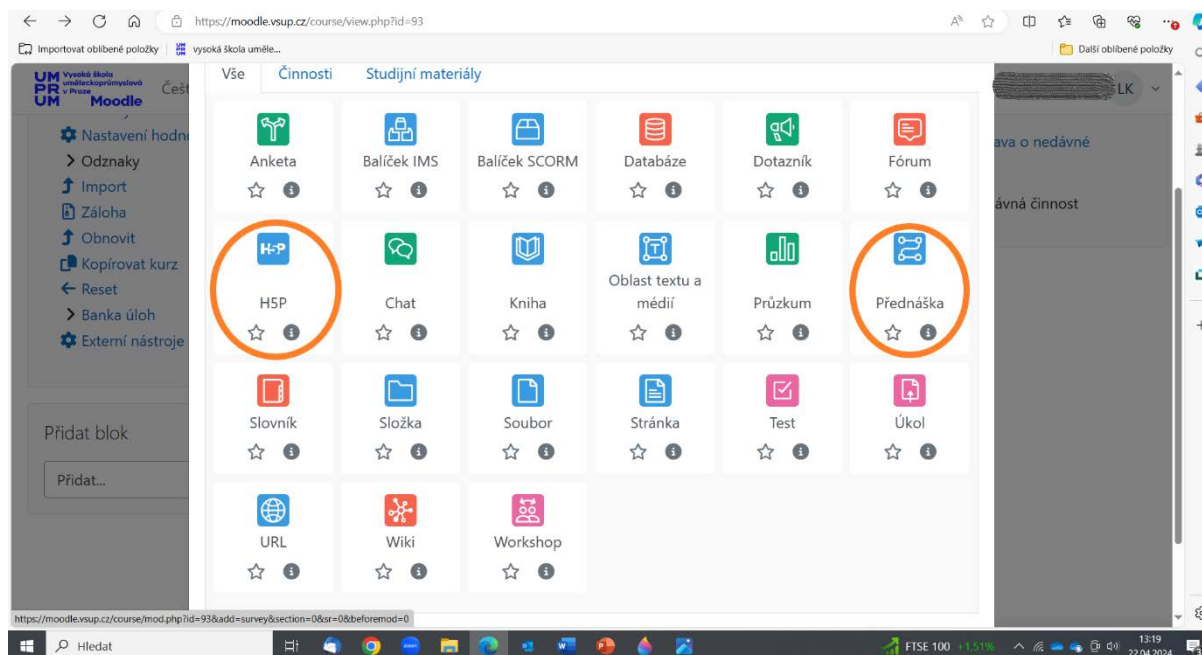 https://moodle.vsup.cz/course/view.php?id=93
Importovat oblíbené položky
vysoká škola uměle...
Další oblíbené položky
UM Vysoká škola
PR uměleckoprůmyslová
v Praze
UM Moodle
Češt
LK
Vše Činnosti Studijní materiály
Nastavení hodn
Odznaky
Import
Záloha
Obnovit
Kopírovat kurz
Reset
Banka úloh
Externí nástroje
Přidat blok
Přidat...
Anketa Balíček IMS Balíček SCORM Databáze Dotazník Fórum
H5P
H5P Chat Kniha Oblast textu a médií Průzkum Přednáška
Slovník Složka Soubor Stránka Test Úkol
URL Wiki Workshop
ava o nedávné
ávná činnost
https://moodle.vsup.cz/course/mod.php?id=93&add=survey&section=0&sr=0&beforemod=0
Hledat
zoom
FTSE 100 +1,51%
13:19
22.04.2024